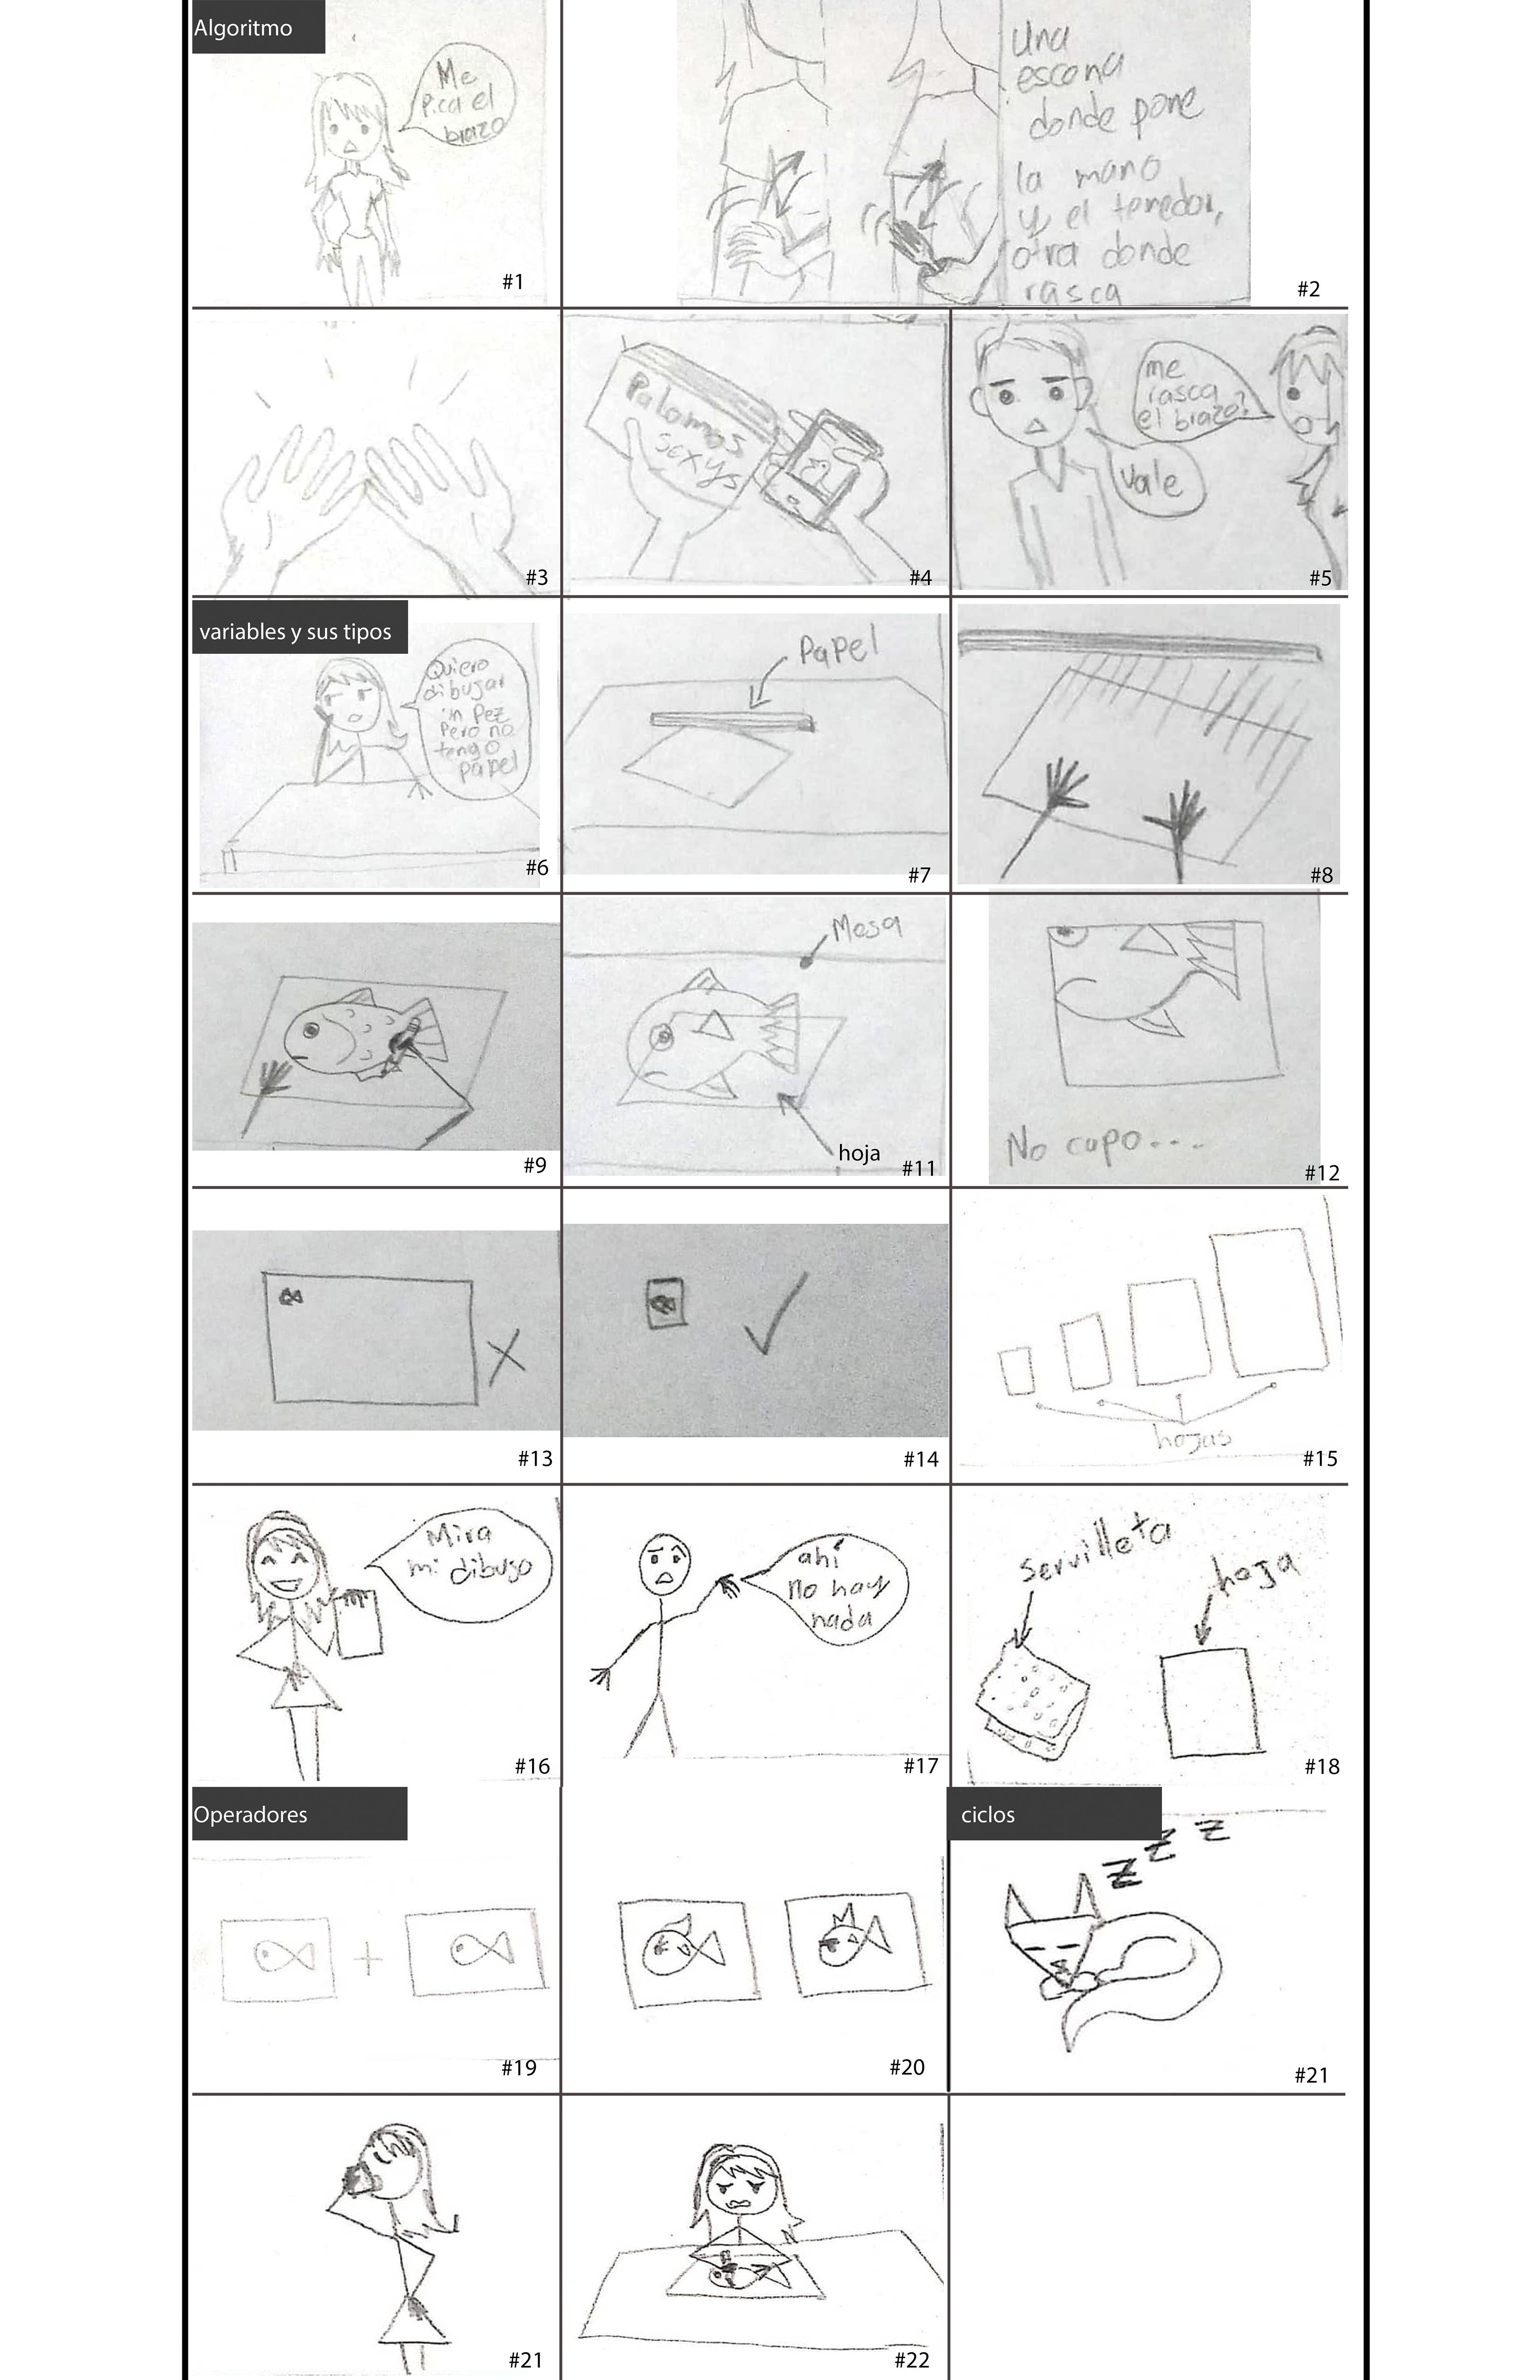 Algoritmo
Me
Pica el
brazo
#1
una
escena
donde pone
la mano
y el tenedor,
otra donde
rasca
#2
#3
Palomas
sexys
#4
me
rasca
el brazo?
vale
#5
variables y sus tipos
Quiero
dibujar
un Pez
Pero no
tengo
papel
#6
Papel
#7
#8
#9
Mesa
hoja
#11
No cupo....
#12
#13
#14
hojas
#15
Mira
mi dibujo
#16
ahí
no hay
nada
#17
servilleta
hoja
#18
Operadores
+
#19
#20
ciclos
z z z
#21
#21
#22